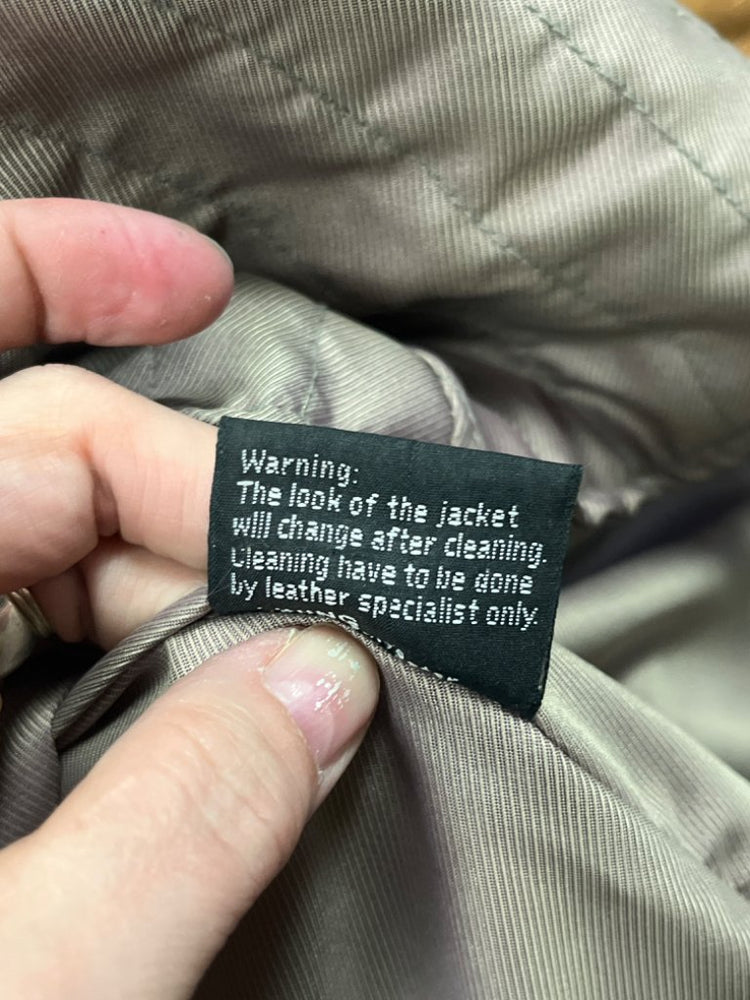 Warning:
The look of the jacket
will change after cleaning.
Cleaning have to be done
by leather specialist only.